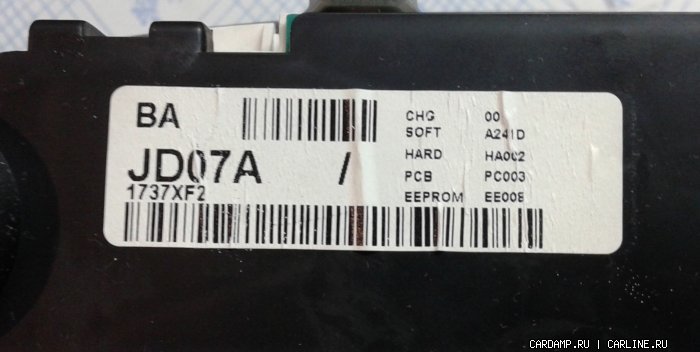 BA
JD07A /
1737XF2
CHG 00
SOFT A241D
HARD HA002
PCB PC003
EEPROM EE008
CARDAMP.RU | CARLINE.RU